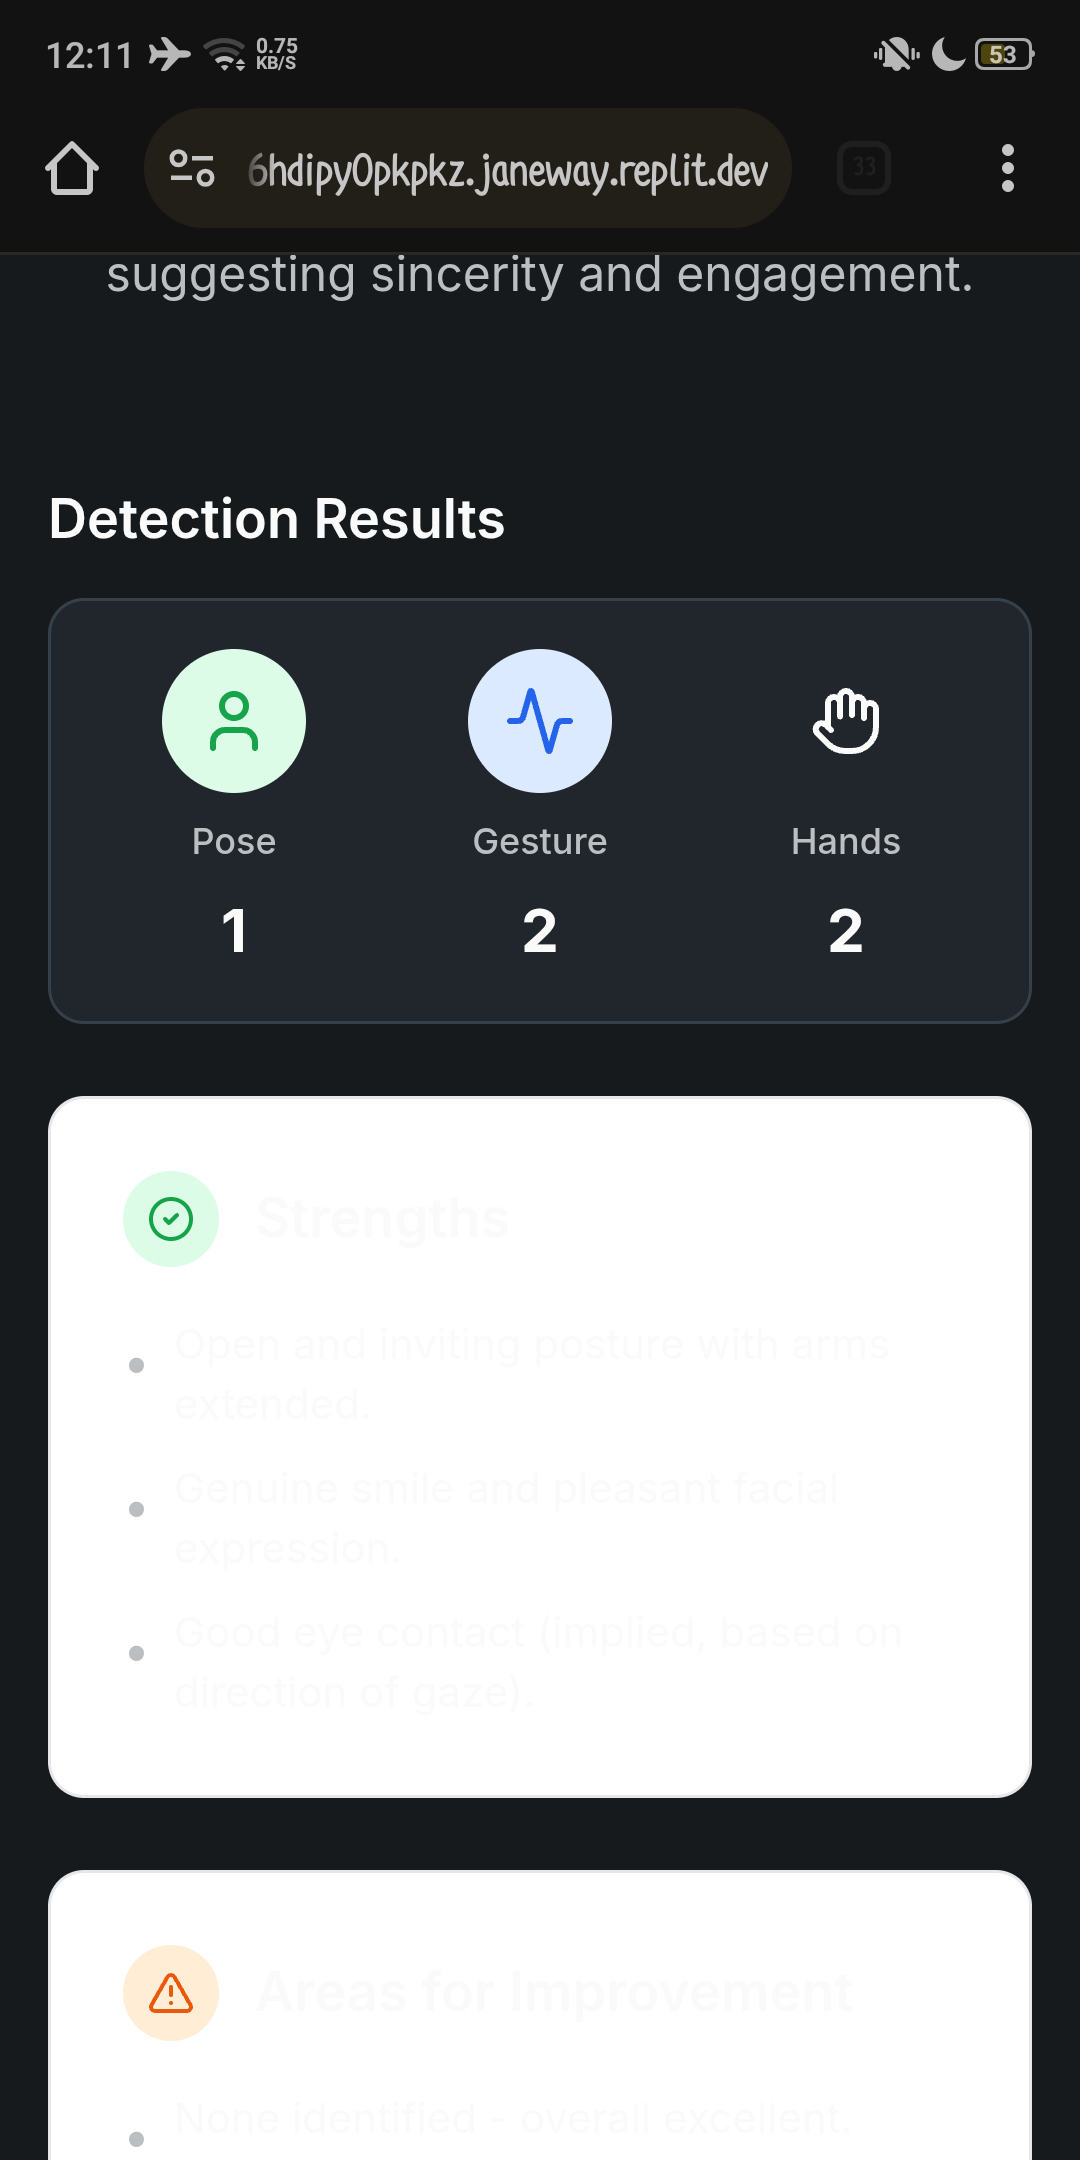 12:11
0.75
KB/S
53
6hdipy0pkpkz.janeway.replit.dev
33
suggesting sincerity and engagement.
Detection Results
Pose
Gesture
Hands
1
2
2
Strengths
Open and inviting posture with arms
extended.
Genuine smile and pleasant facial
expression.
Good eye contact (implied, based on
direction of gaze).
Areas for Improvement
None identified - overall excellent.